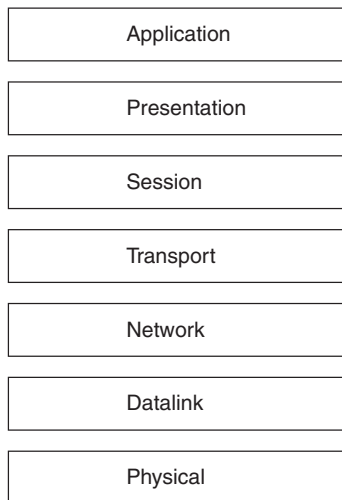 Application
Presentation
Session
Transport
Network
Datalink
Physical